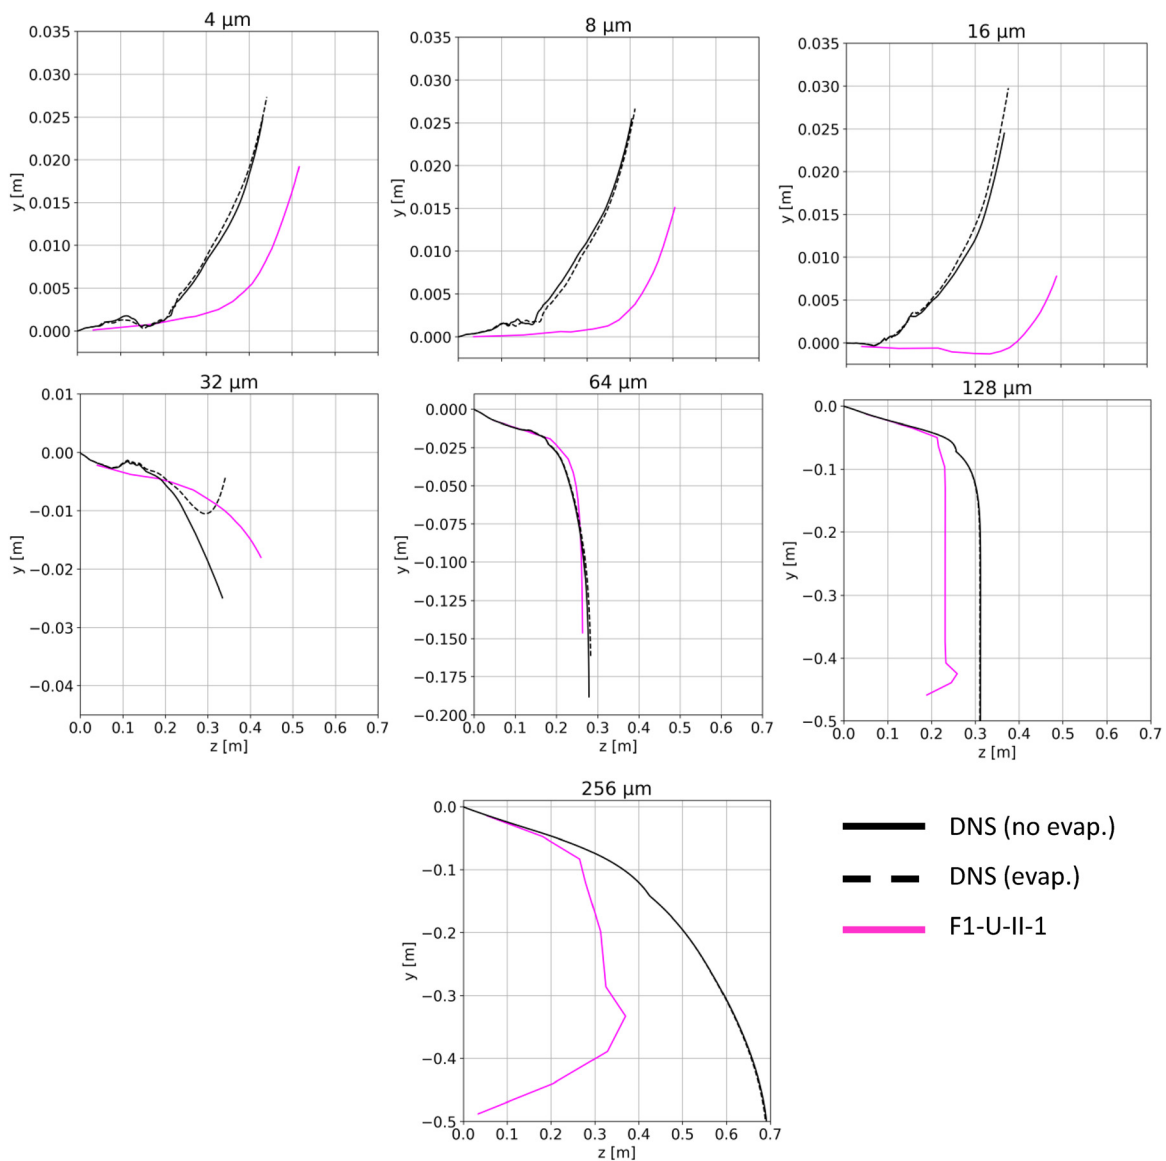 4 μm
8 μm
16 μm
0.035
0.030
0.025
0.020
0.015
0.010
0.005
0.000
y [m]
0.035
0.030
0.025
0.020
0.015
0.010
0.005
0.000
y [m]
0.035
0.030
0.025
0.020
0.015
0.010
0.005
0.000
y [m]
32 μm
64 μm
128 μm
0.01
0.00
−0.01
−0.02
−0.03
−0.04
y [m]
0.0 0.1 0.2 0.3 0.4 0.5 0.6 0.7
z [m]
0.000
−0.025
−0.050
−0.075
−0.100
−0.125
−0.150
−0.175
−0.200
y [m]
0.0 0.1 0.2 0.3 0.4 0.5 0.6 0.7
z [m]
0.0
−0.1
−0.2
−0.3
−0.4
−0.5
y [m]
0.0 0.1 0.2 0.3 0.4 0.5 0.6 0.7
z [m]
256 μm
0.0
−0.1
−0.2
−0.3
−0.4
−0.5
y [m]
0.0 0.1 0.2 0.3 0.4 0.5 0.6 0.7
z [m]
DNS (no evap.)
DNS (evap.)
F1-U-II-1